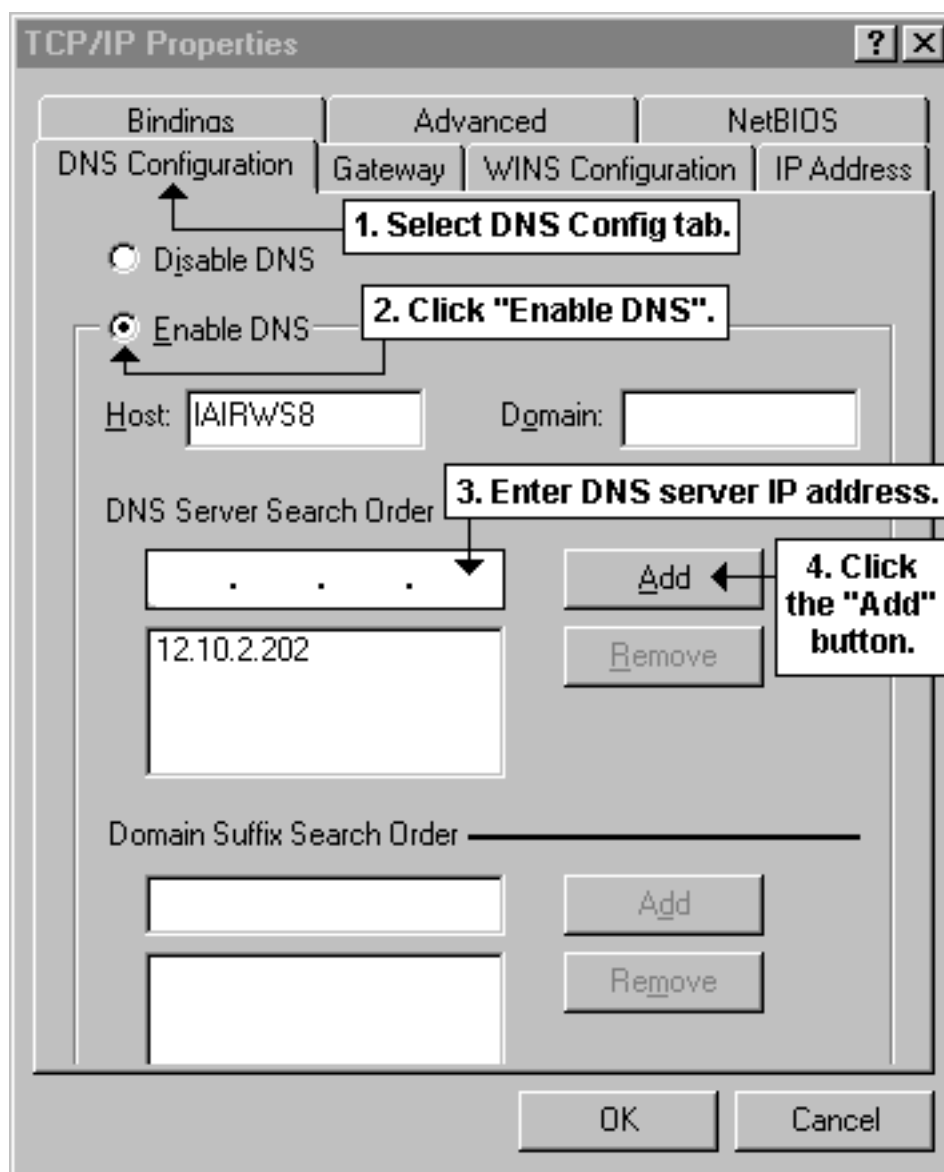 TCP/IP Properties
?
Bindings Advanced NetBIOS
DNS Configuration Gateway WINS Configuration IP Address
1. Select DNS Config tab.
Disable DNS
2. Click "Enable DNS".
Enable DNS
Host: IAIRWS8 Domain:
3. Enter DNS server IP address.
DNS Server Search Order
. . .
Add
4. Click
the "Add"
button.
12.10.2.202
Remove
Domain Suffix Search Order
Add
Remove
OK Cancel